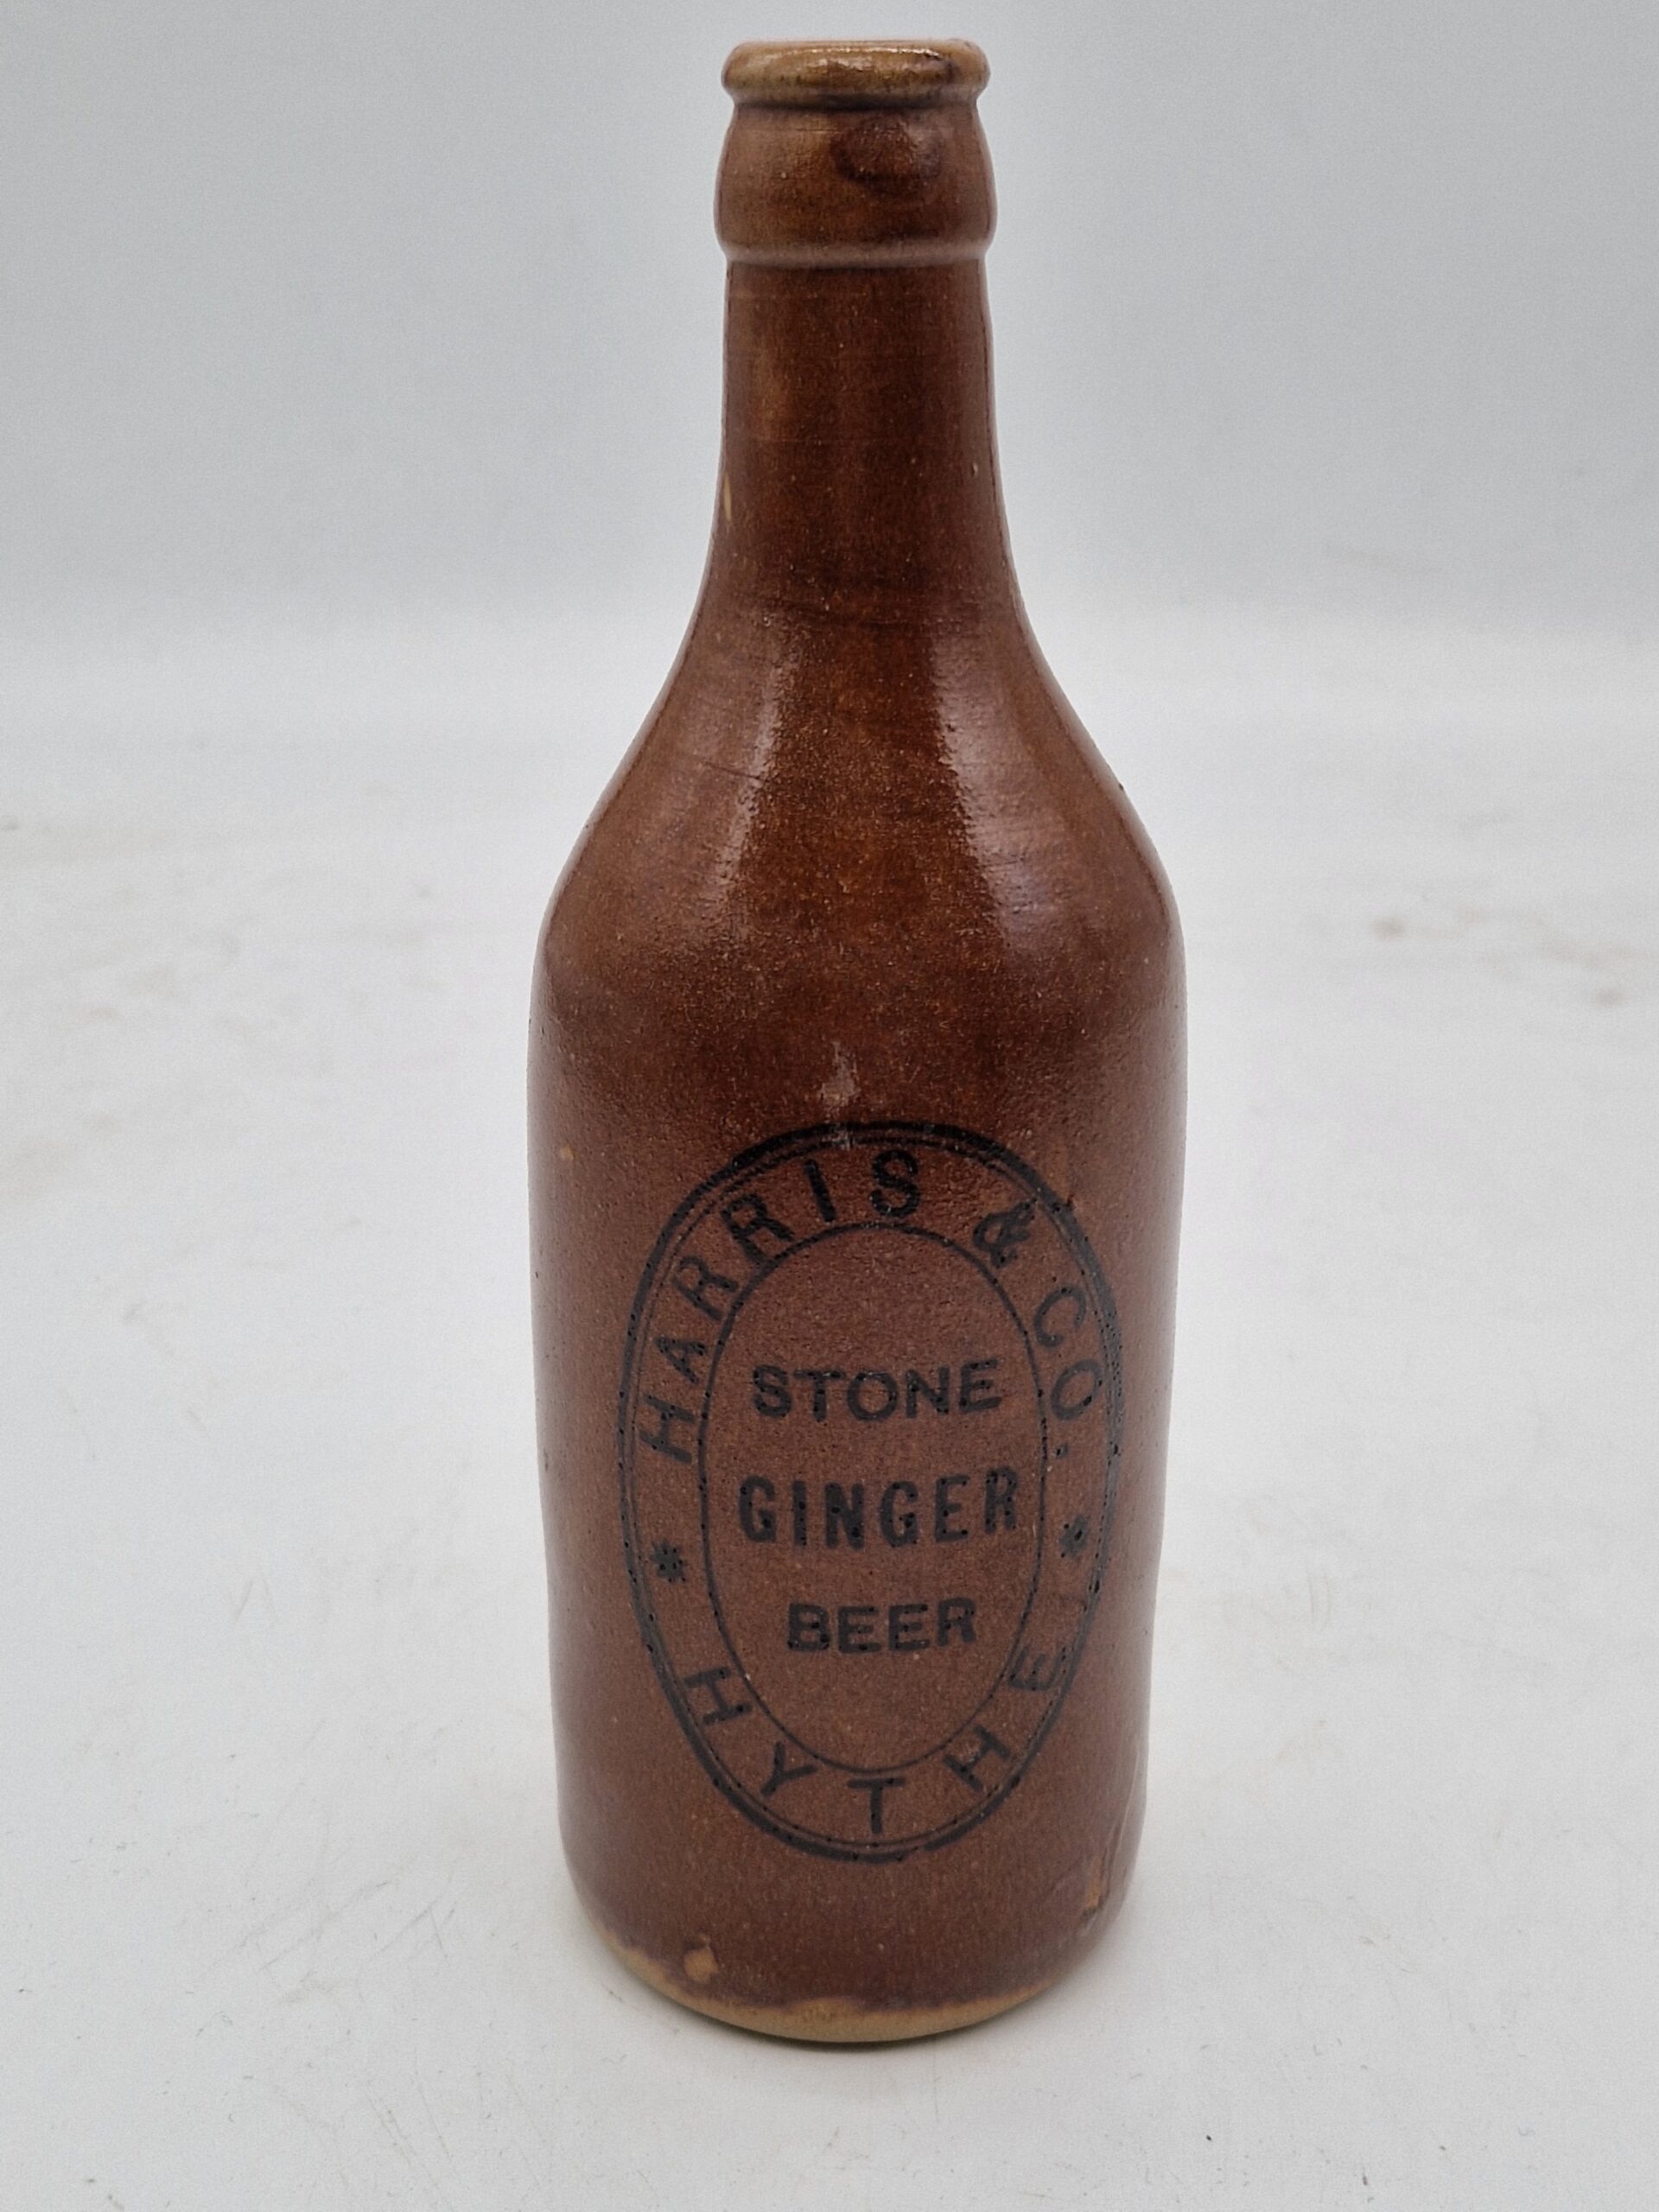 HARRIS & CO.
STONE
GINGER
BEER
* HYTHE. *